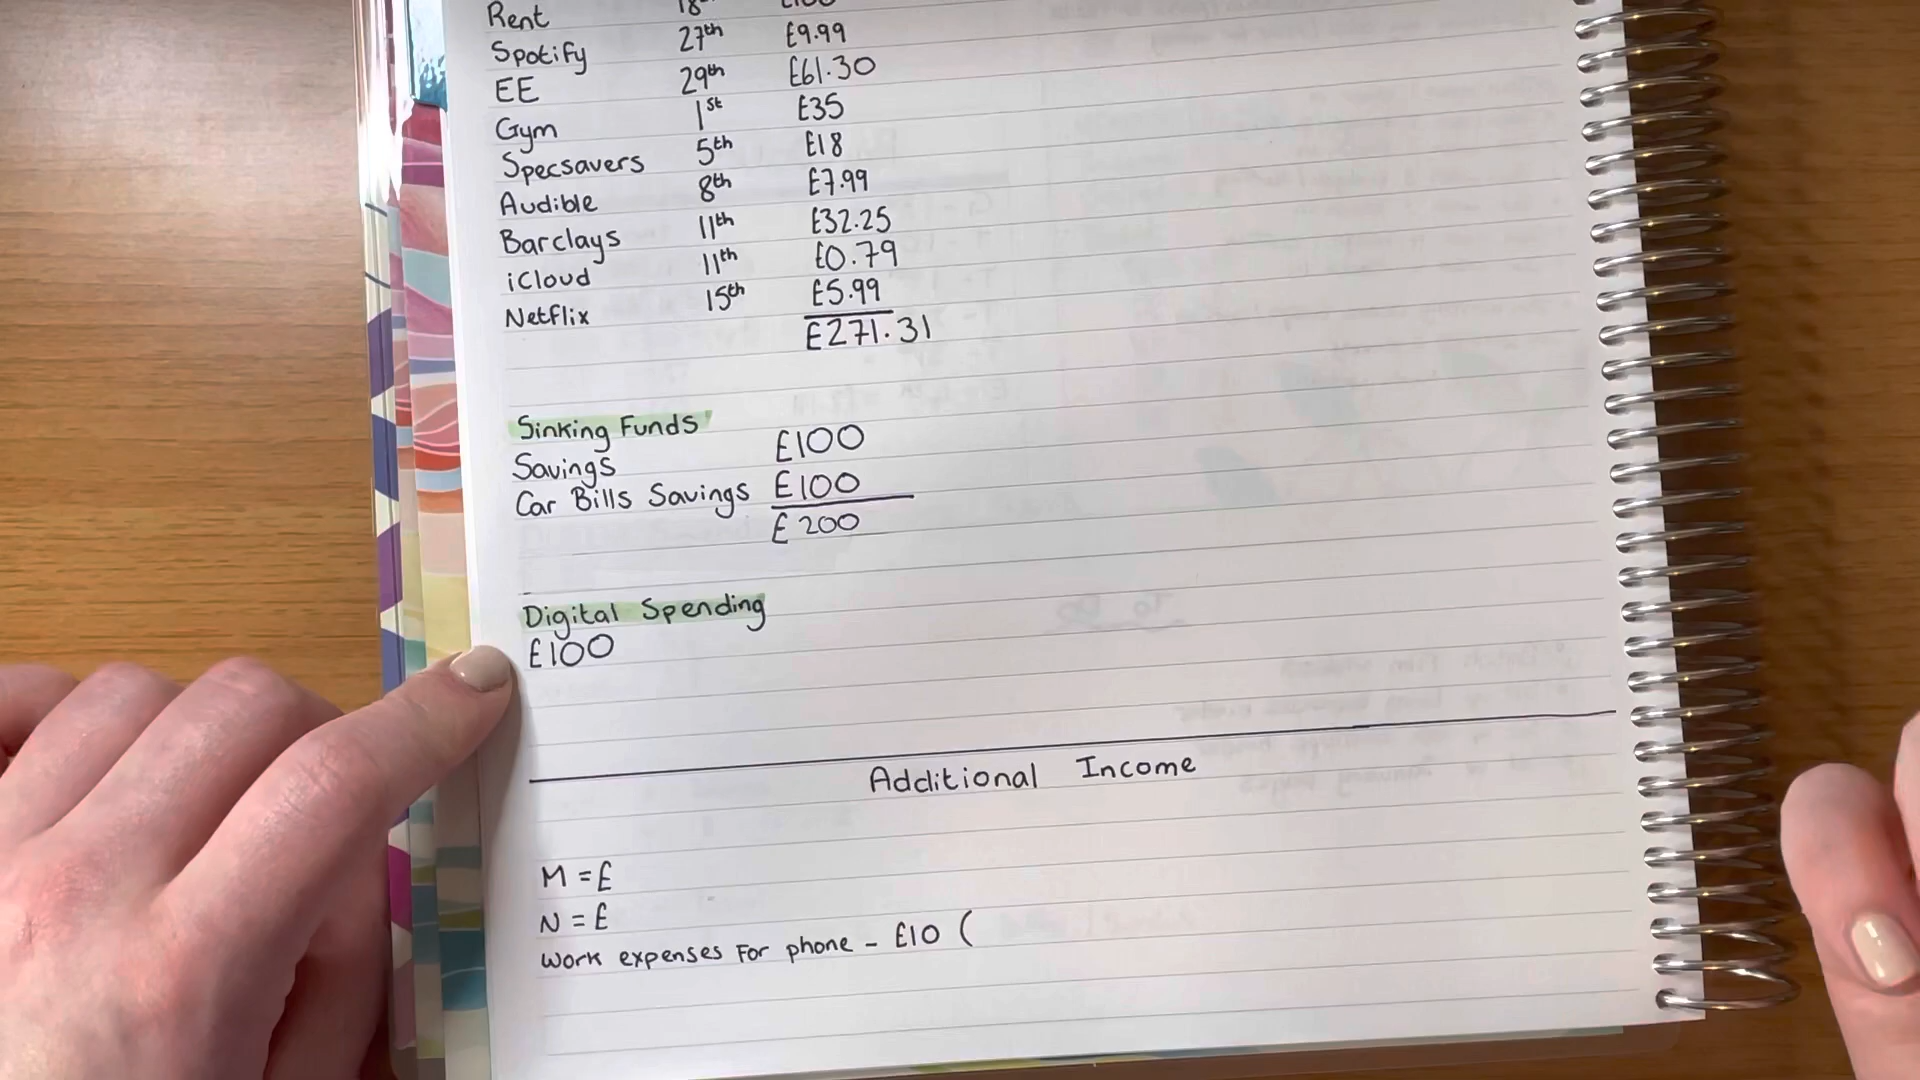 Rent 18th £100
Spotify 27th £9.99
EE 29th £61.30
Gym 1st £35
Specsavers 5th £18
Audible 8th £7.99
Barclays 11th £32.25
iCloud 11th £0.79
Netflix 15th £5.99
£271.31
Sinking Funds
Savings £100
Car Bills Savings £100
£200
Digital Spending
£100
Additional Income
M = £
N = £
Work expenses for phone - £10 (